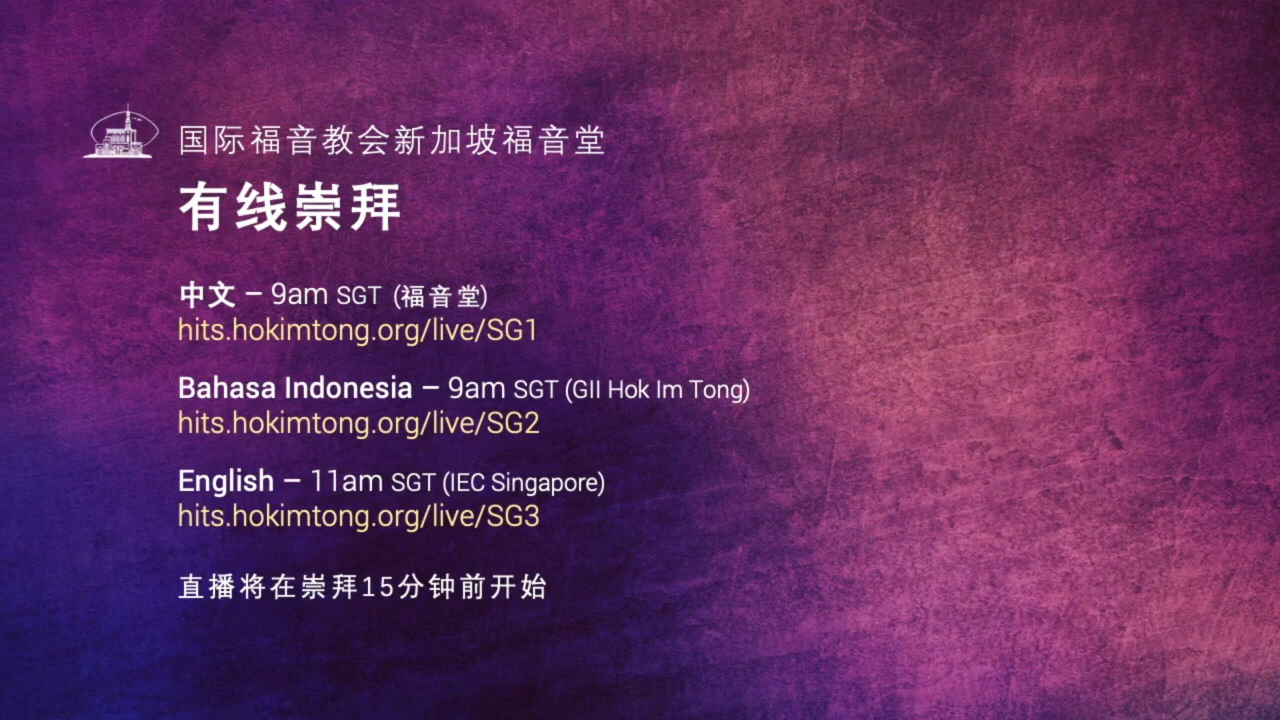 国际福音教会新加坡福音堂
有线崇拜
中文 – 9am SGT (福音堂)
hits.hokimtong.org/live/SG1
Bahasa Indonesia – 9am SGT (GII Hok Im Tong)
hits.hokimtong.org/live/SG2
English – 11am SGT (IEC Singapore)
hits.hokimtong.org/live/SG3
直播将在崇拜15分钟前开始